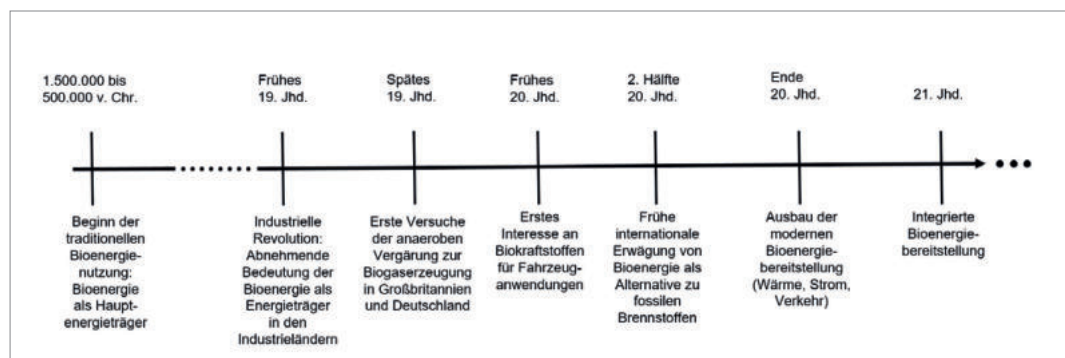 1.500.000 bis
500.000 v. Chr.
Frühes
19. Jhd.
Spätes
19. Jhd.
Frühes
20. Jhd.
2. Hälfte
20. Jhd.
Ende
20. Jhd.
21. Jhd.
Beginn der
traditionellen
Bioenergie-
nutzung:
Bioenergie
als Haupt-
energieträger
Industrielle
Revolution:
Abnehmende
Bedeutung der
Bioenergie als
Energieträger
in den
Industrieländern
Erste Versuche
der anaeroben
Vergärung zur
Biogaserzeugung
in Großbritannien
und Deutschland
Erstes
Interesse an
Biokraftstoffen
für Fahrzeug-
anwendungen
Frühe
internationale
Erwägung von
Bioenergie als
Alternative zu
fossilen
Brennstoffen
Ausbau der
modernen
Bioenergie-
bereitstellung
(Wärme, Strom,
Verkehr)
Integrierte
Bioenergie-
bereitstellung